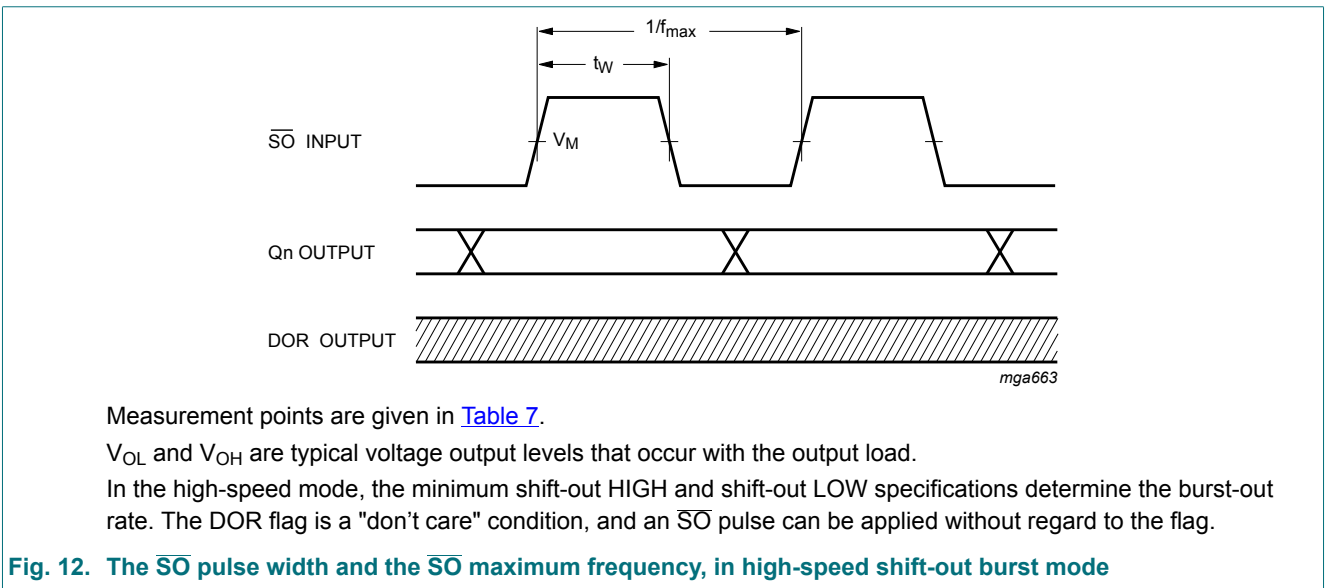 1/fmax
tW
SO INPUT
VM
Qn OUTPUT
DOR OUTPUT
mga663
Measurement points are given in Table 7.
VOL and VOH are typical voltage output levels that occur with the output load.
In the high-speed mode, the minimum shift-out HIGH and shift-out LOW specifications determine the burst-out
rate. The DOR flag is a "don't care" condition, and an S̅O̅ pulse can be applied without regard to the flag.
Fig. 12. The S̅O̅ pulse width and the S̅O̅ maximum frequency, in high-speed shift-out burst mode